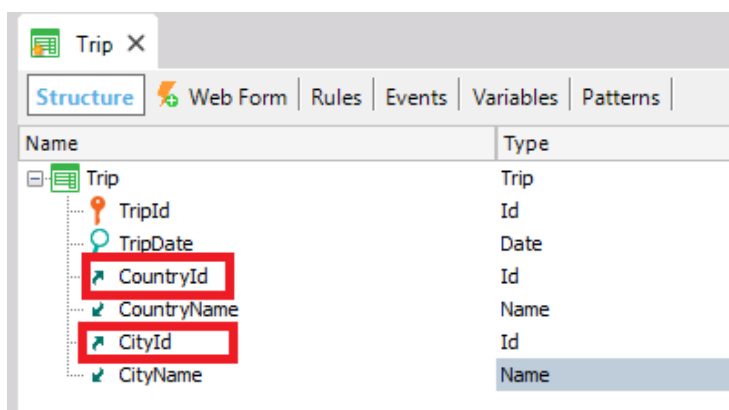 Trip
Structure Web Form Rules Events Variables Patterns
Name Type
Trip Trip
TripId Id
TripDate Date
CountryId Id
CountryName Name
CityId Id
CityName Name